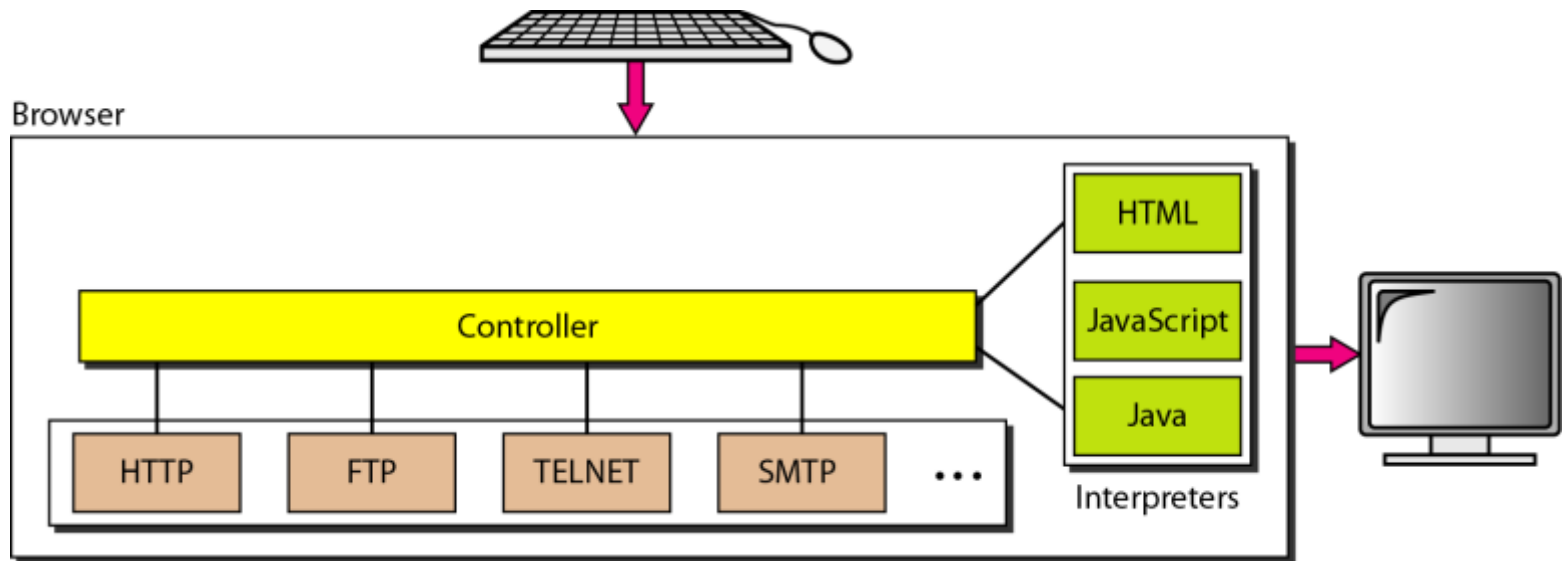 Browser
HTML
JavaScript
Java
Interpreters
Controller
HTTP
FTP
TELNET
SMTP
...